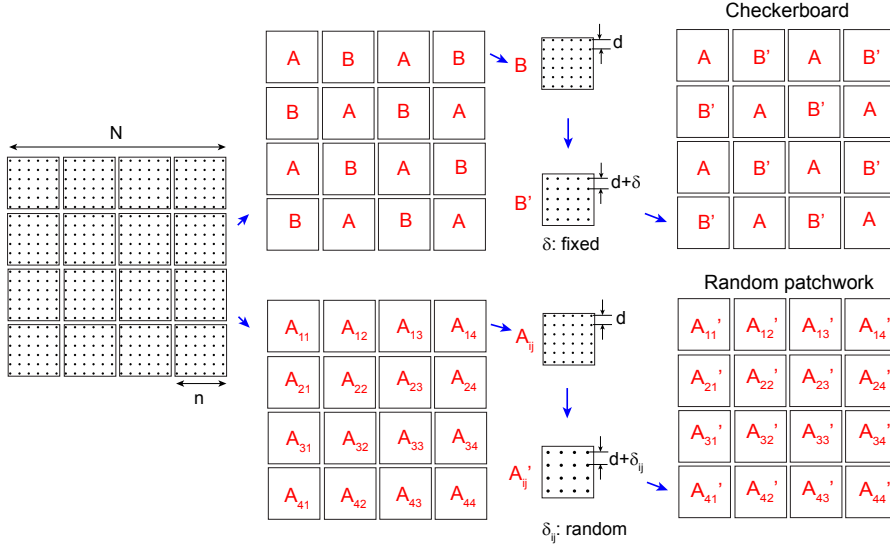 Checkerboard
N
n
A B A B
B A B A
A B A B
B A B A
B
d
B'
d+δ
δ: fixed
A B' A B'
B' A B' A
A B' A B'
B' A B' A
Random patchwork
A11 A12 A13 A14
A21 A22 A23 A24
A31 A32 A33 A34
A41 A42 A43 A44
Aij
d
Aij'
d+δij
δij: random
A11' A12' A13' A14'
A21' A22' A23' A24'
A31' A32' A33' A34'
A41' A42' A43' A44'